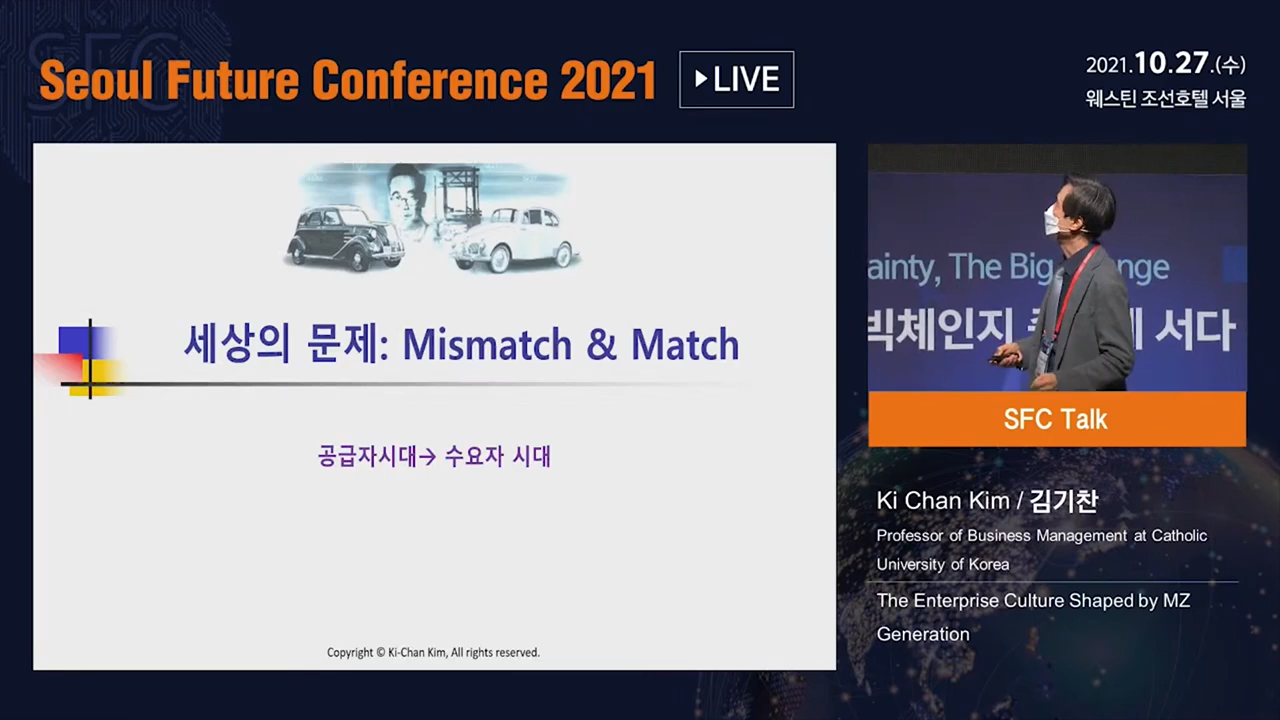 SFC
Seoul Future Conference 2021
LIVE
2021.10.27.(수)
웨스틴 조선호텔 서울
세상의 문제: Mismatch & Match
공급자시대→ 수요자 시대
Copyright © Ki-Chan Kim, All rights reserved.
ainty, The Big nge
빅체인지 서다
SFC Talk
Ki Chan Kim / 김기찬
Professor of Business Management at Catholic
University of Korea
The Enterprise Culture Shaped by MZ
Generation